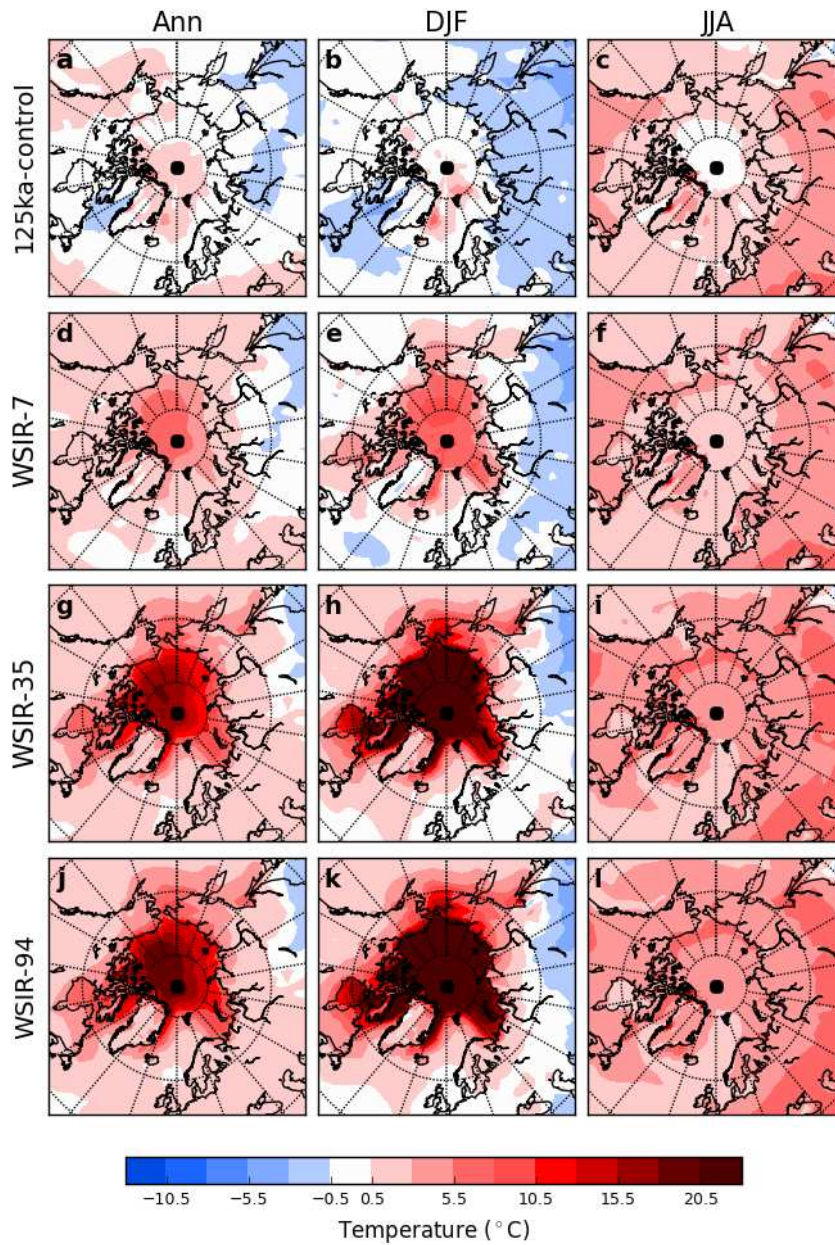 Ann DJF JJA
125ka-control
a b c
WSIR-7
d e f
WSIR-35
g h i
WSIR-94
j k l
−10.5 −5.5 −0.5 0.5 5.5 10.5 15.5 20.5
Temperature (°C)